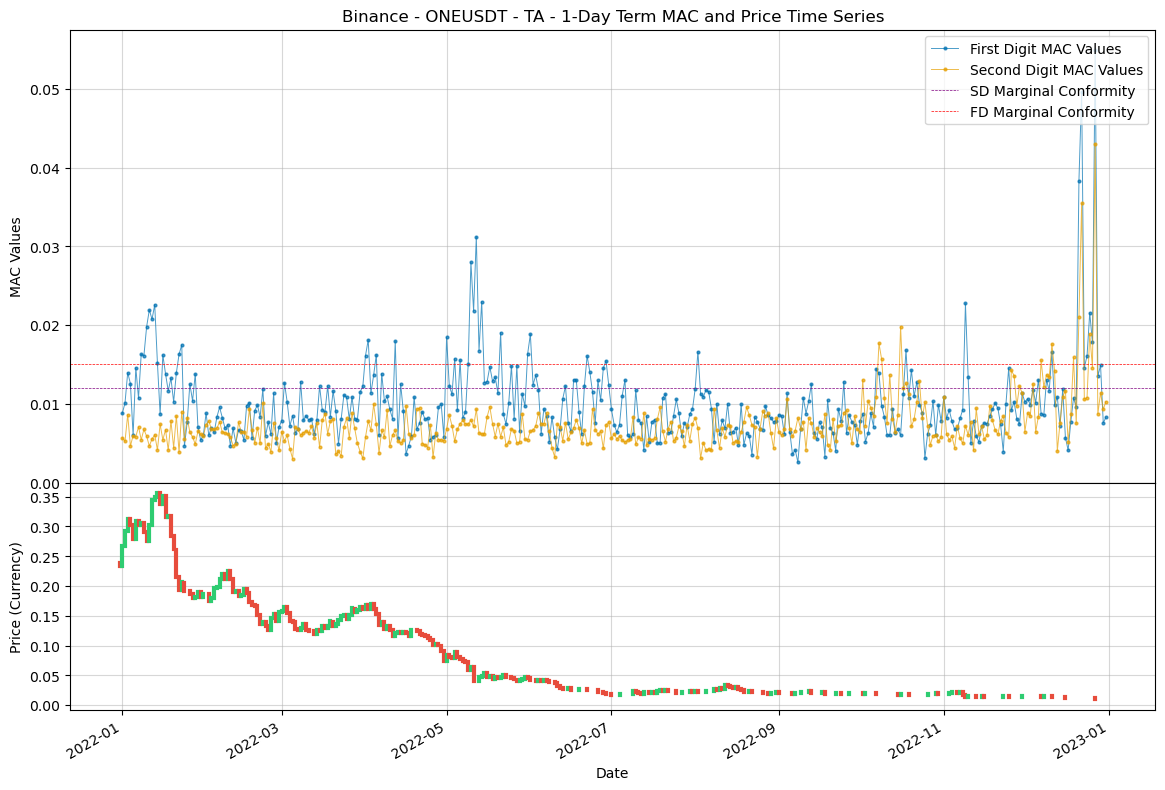 Binance - ONEUSDT - TA - 1-Day Term MAC and Price Time Series
First Digit MAC Values
Second Digit MAC Values
SD Marginal Conformity
FD Marginal Conformity
MAC Values
0.05
0.04
0.03
0.02
0.01
0.00
Price (Currency)
0.35
0.30
0.25
0.20
0.15
0.10
0.05
0.00
2022-01
2022-03
2022-05
2022-07
2022-09
2022-11
2023-01
Date